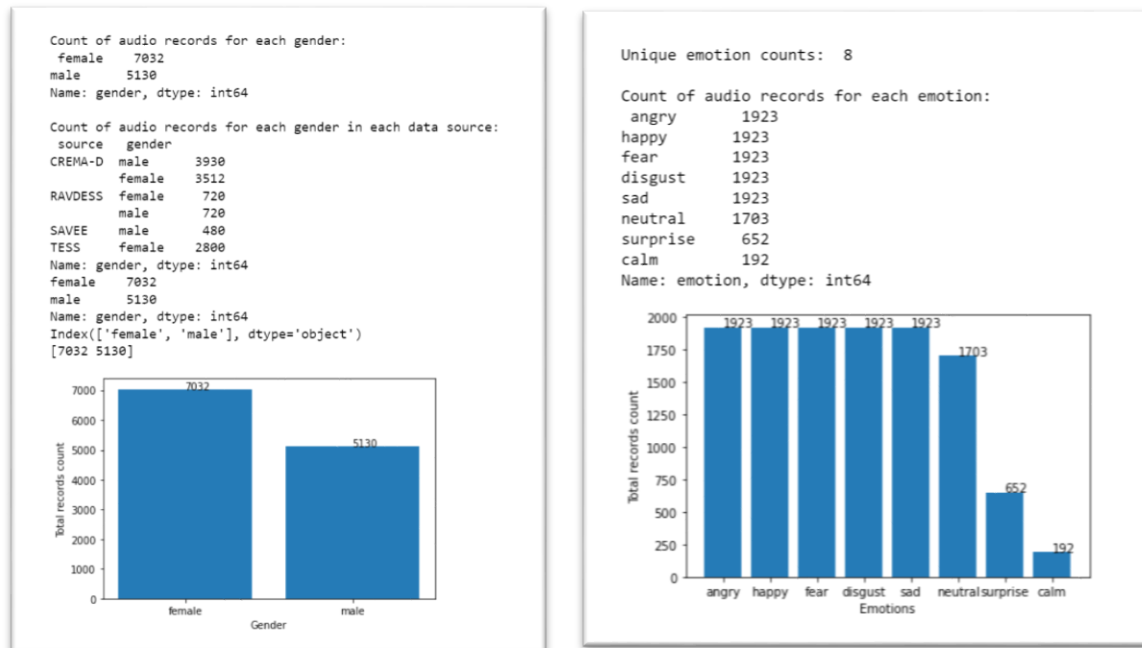 Count of audio records for each gender:
female 7032
male 5130
Name: gender, dtype: int64
Count of audio records for each gender in each data source:
source gender
CREMA-D male 3930
female 3512
RAVDESS female 720
male 720
SAVEE male 480
TESS female 2800
Name: gender, dtype: int64
female 7032
male 5130
Name: gender, dtype: int64
Index(['female', 'male'], dtype='object')
[7032 5130]
7032
5130
7000
6000
5000
4000
3000
2000
1000
0
Total records count
female male
Gender
Unique emotion counts: 8
Count of audio records for each emotion:
angry 1923
happy 1923
fear 1923
disgust 1923
sad 1923
neutral 1703
surprise 652
calm 192
Name: emotion, dtype: int64
1923 1923 1923 1923 1923
1703
652
192
2000
1750
1500
1250
1000
750
500
250
0
Total records count
angry happy fear disgust sad neutral surprise calm
Emotions